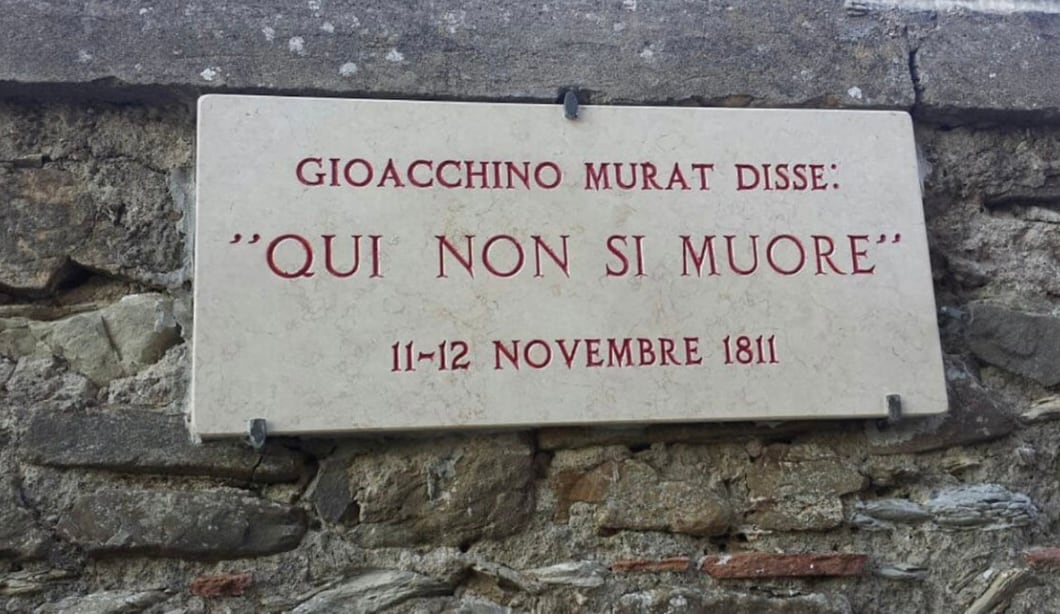 GIOACCHINO MURAT DISSE:
"QUI NON SI MUORE"
11-12 NOVEMBRE 1811